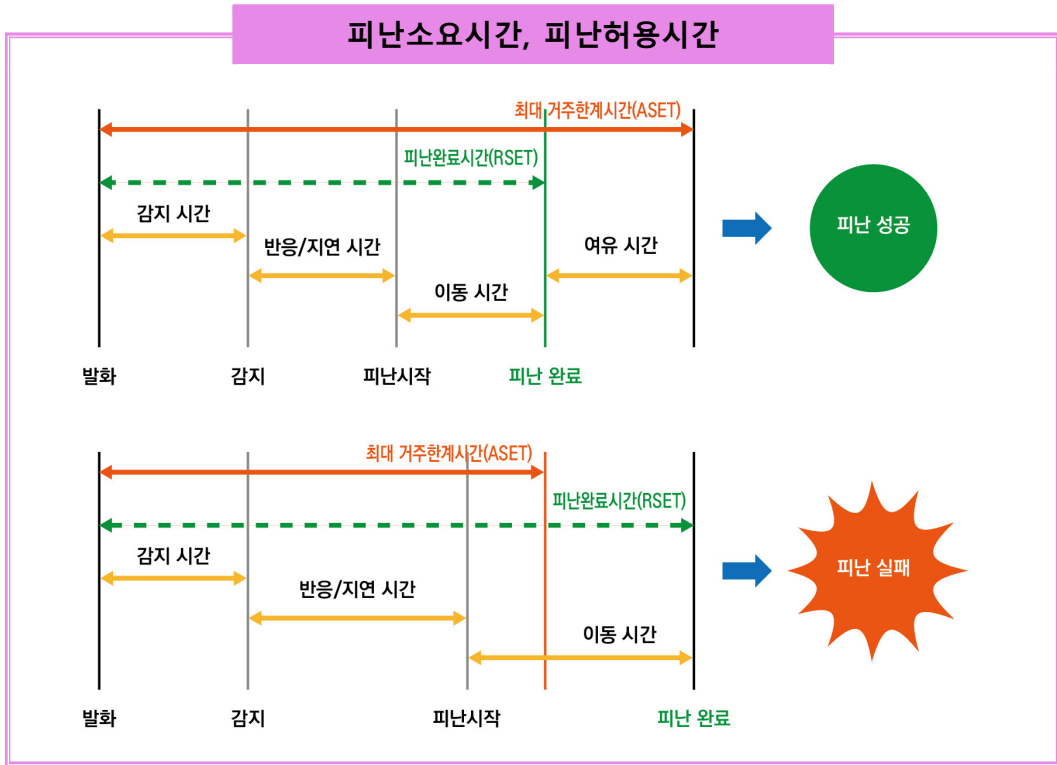 피난소요시간, 피난허용시간
최대 거주한계시간(ASET)
피난완료시간(RSET)
감지 시간
반응/지연 시간
여유 시간
이동 시간
피난 성공
발화
감지
피난시작
피난 완료
최대 거주한계시간(ASET)
피난완료시간(RSET)
감지 시간
반응/지연 시간
이동 시간
피난 실패
발화
감지
피난시작
피난 완료